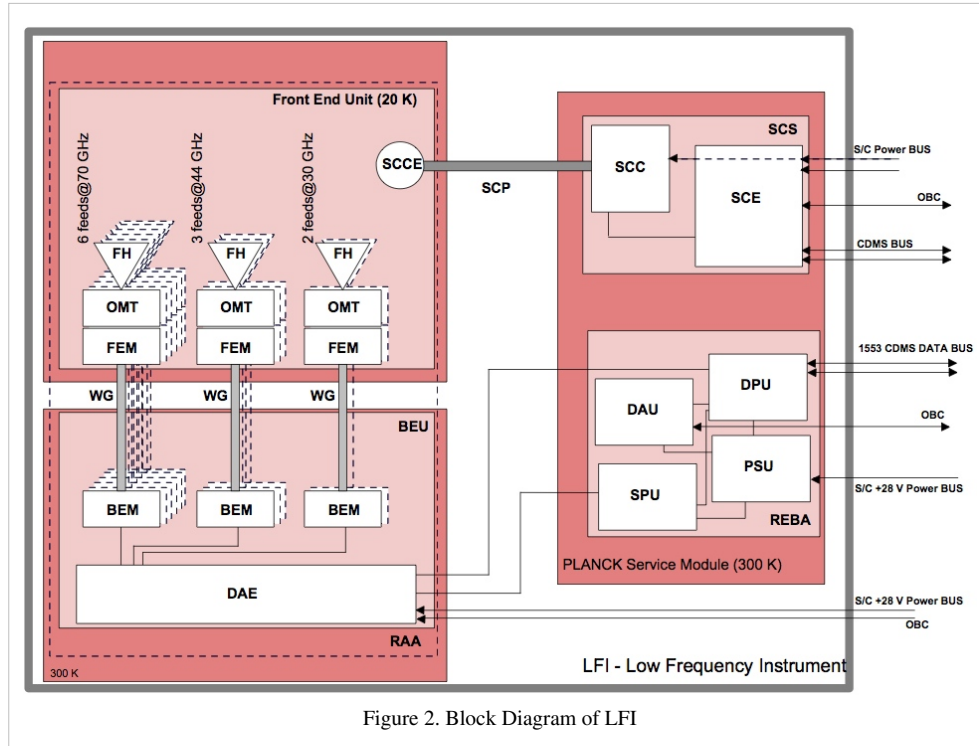 Front End Unit (20 K)
6 feeds@70 GHz
3 feeds@44 GHz
2 feeds@30 GHz
SCCE
SCP
FH
FH
FH
OMT
OMT
OMT
FEM
FEM
FEM
WG
WG
WG
BEU
BEM
BEM
BEM
DAE
RAA
300 K
SCS
SCC
SCE
S/C Power BUS
OBC
CDMS BUS
1553 CDMS DATA BUS
DPU
DAU
OBC
PSU
SPU
S/C +28 V Power BUS
REBA
PLANCK Service Module (300 K)
S/C +28 V Power BUS
OBC
LFI - Low Frequency Instrument
Figure 2. Block Diagram of LFI